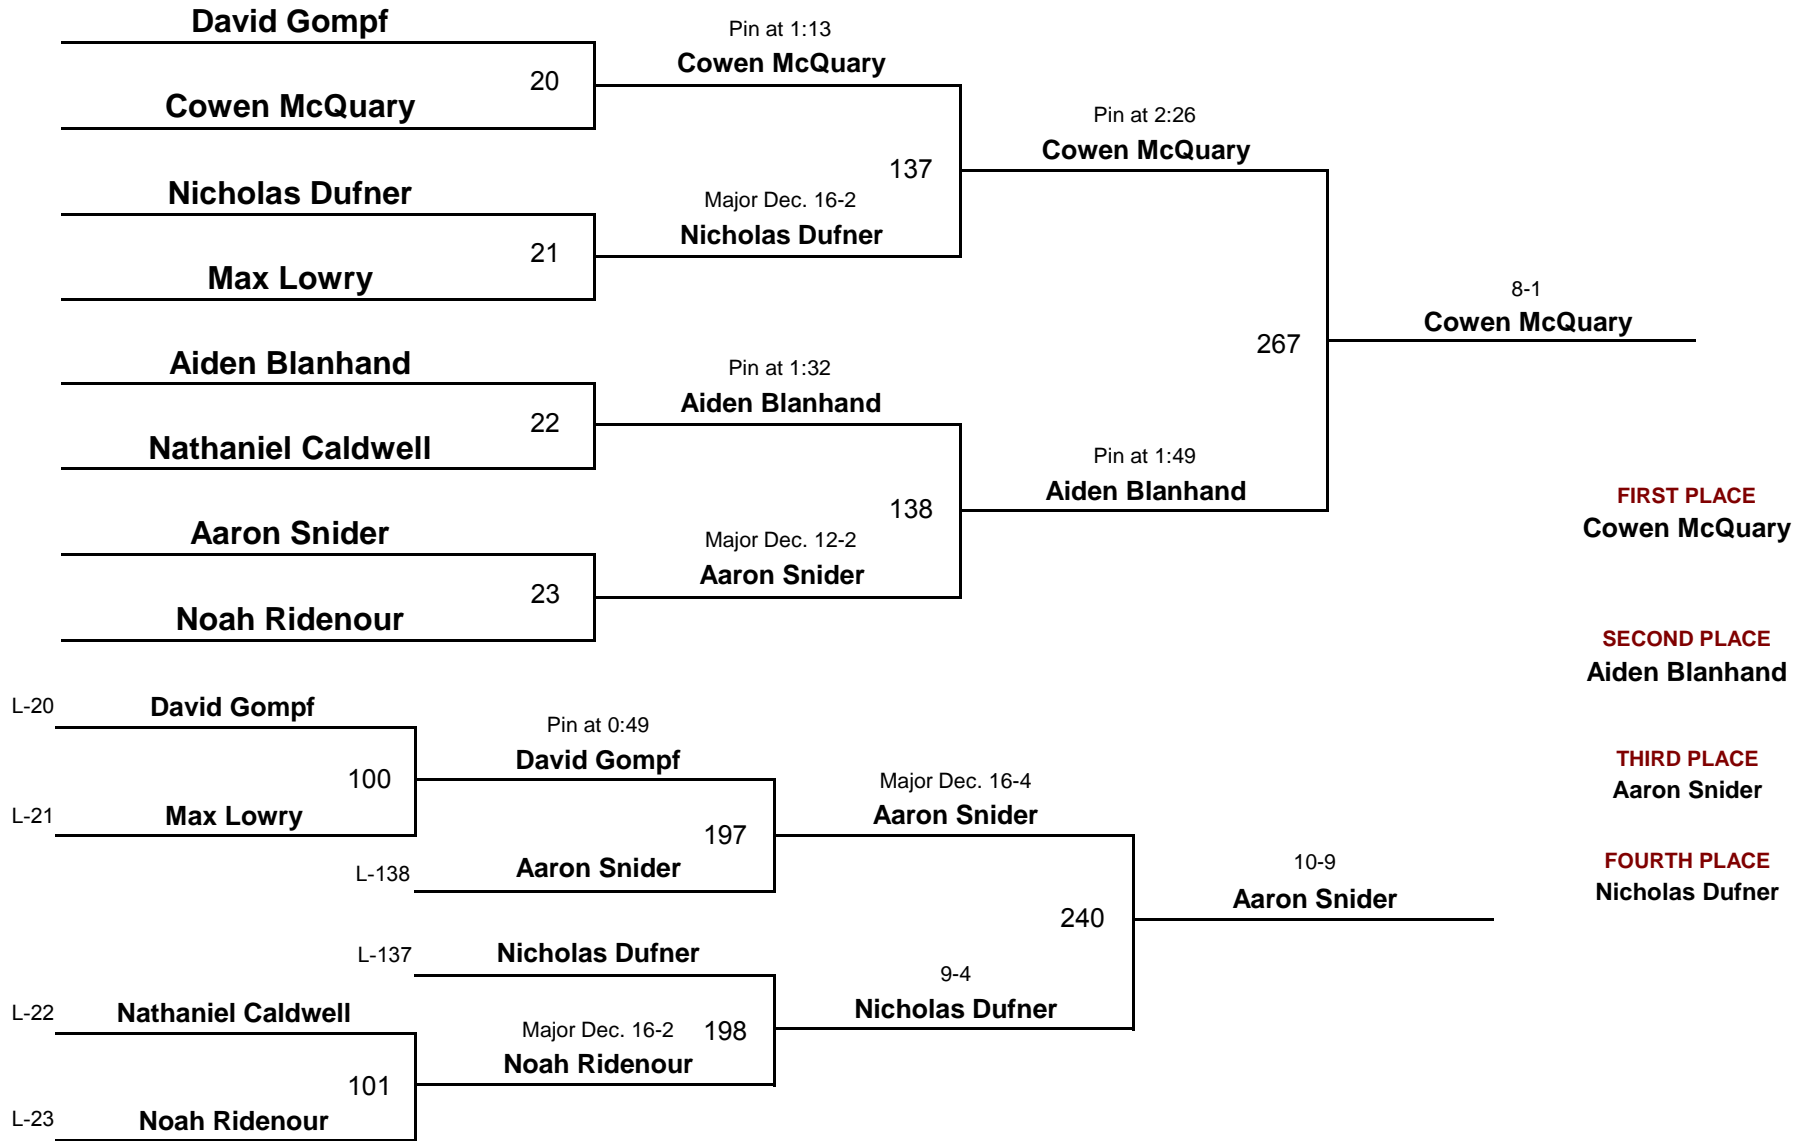 David Gompf
Pin at 1:13
Cowen McQuary
20
Cowen McQuary
Pin at 2:26
Cowen McQuary
137
Nicholas Dufner
Major Dec. 16-2
Nicholas Dufner
21
Max Lowry
8-1
Cowen McQuary
267
Aiden Blanhand
Pin at 1:32
Aiden Blanhand
22
Nathaniel Caldwell
Pin at 1:49
Aiden Blanhand
138
Aaron Snider
Major Dec. 12-2
Aaron Snider
23
Noah Ridenour
FIRST PLACE
Cowen McQuary
SECOND PLACE
Aiden Blanhand
THIRD PLACE
Aaron Snider
FOURTH PLACE
Nicholas Dufner
L-20 David Gompf
Pin at 0:49
David Gompf
100
L-21 Max Lowry
Major Dec. 16-4
Aaron Snider
197
L-138 Aaron Snider
10-9
Aaron Snider
240
L-137 Nicholas Dufner
9-4
Nicholas Dufner
L-22 Nathaniel Caldwell
Major Dec. 16-2 198
Noah Ridenour
101
L-23 Noah Ridenour